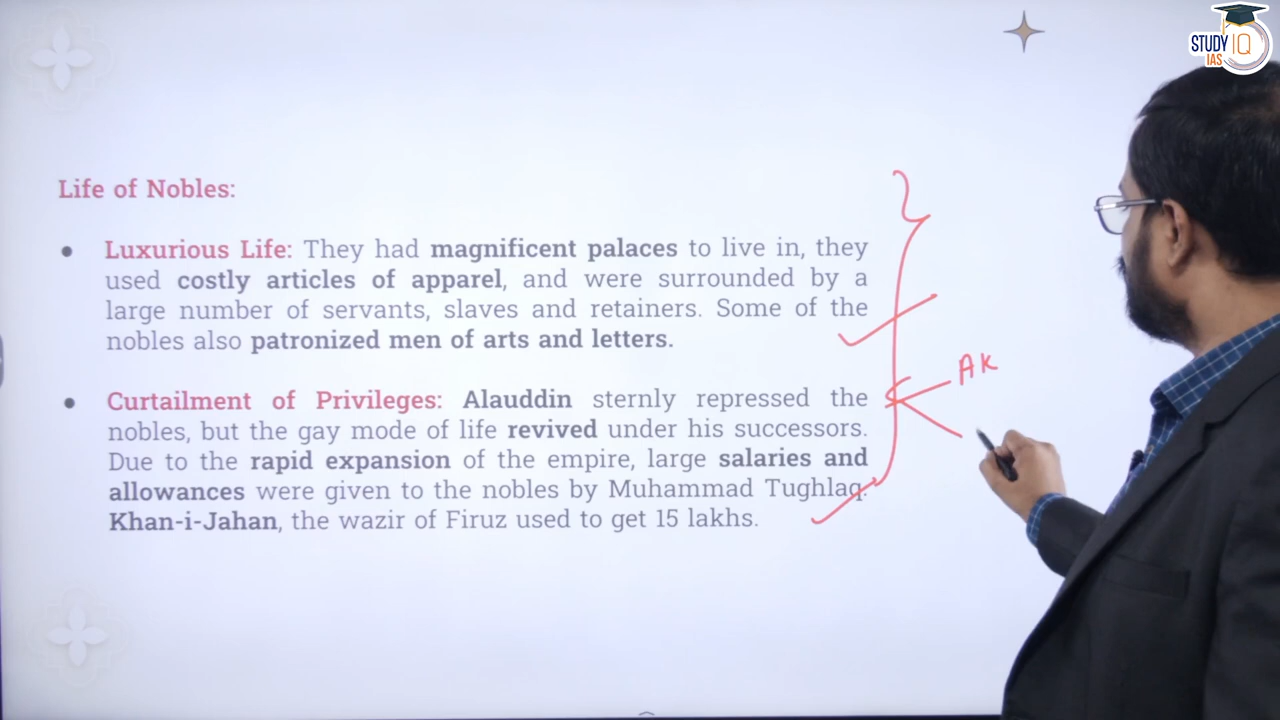 STUDY IQ
IAS
Life of Nobles:
● Luxurious Life: They had magnificent palaces to live in, they
used costly articles of apparel, and were surrounded by a
large number of servants, slaves and retainers. Some of the
nobles also patronized men of arts and letters.
● Curtailment of Privileges: Alauddin sternly repressed the
nobles, but the gay mode of life revived under his successors.
Due to the rapid expansion of the empire, large salaries and
allowances were given to the nobles by Muhammad Tughlaq.
Khan-i-Jahan, the wazir of Firuz used to get 15 lakhs.
AK